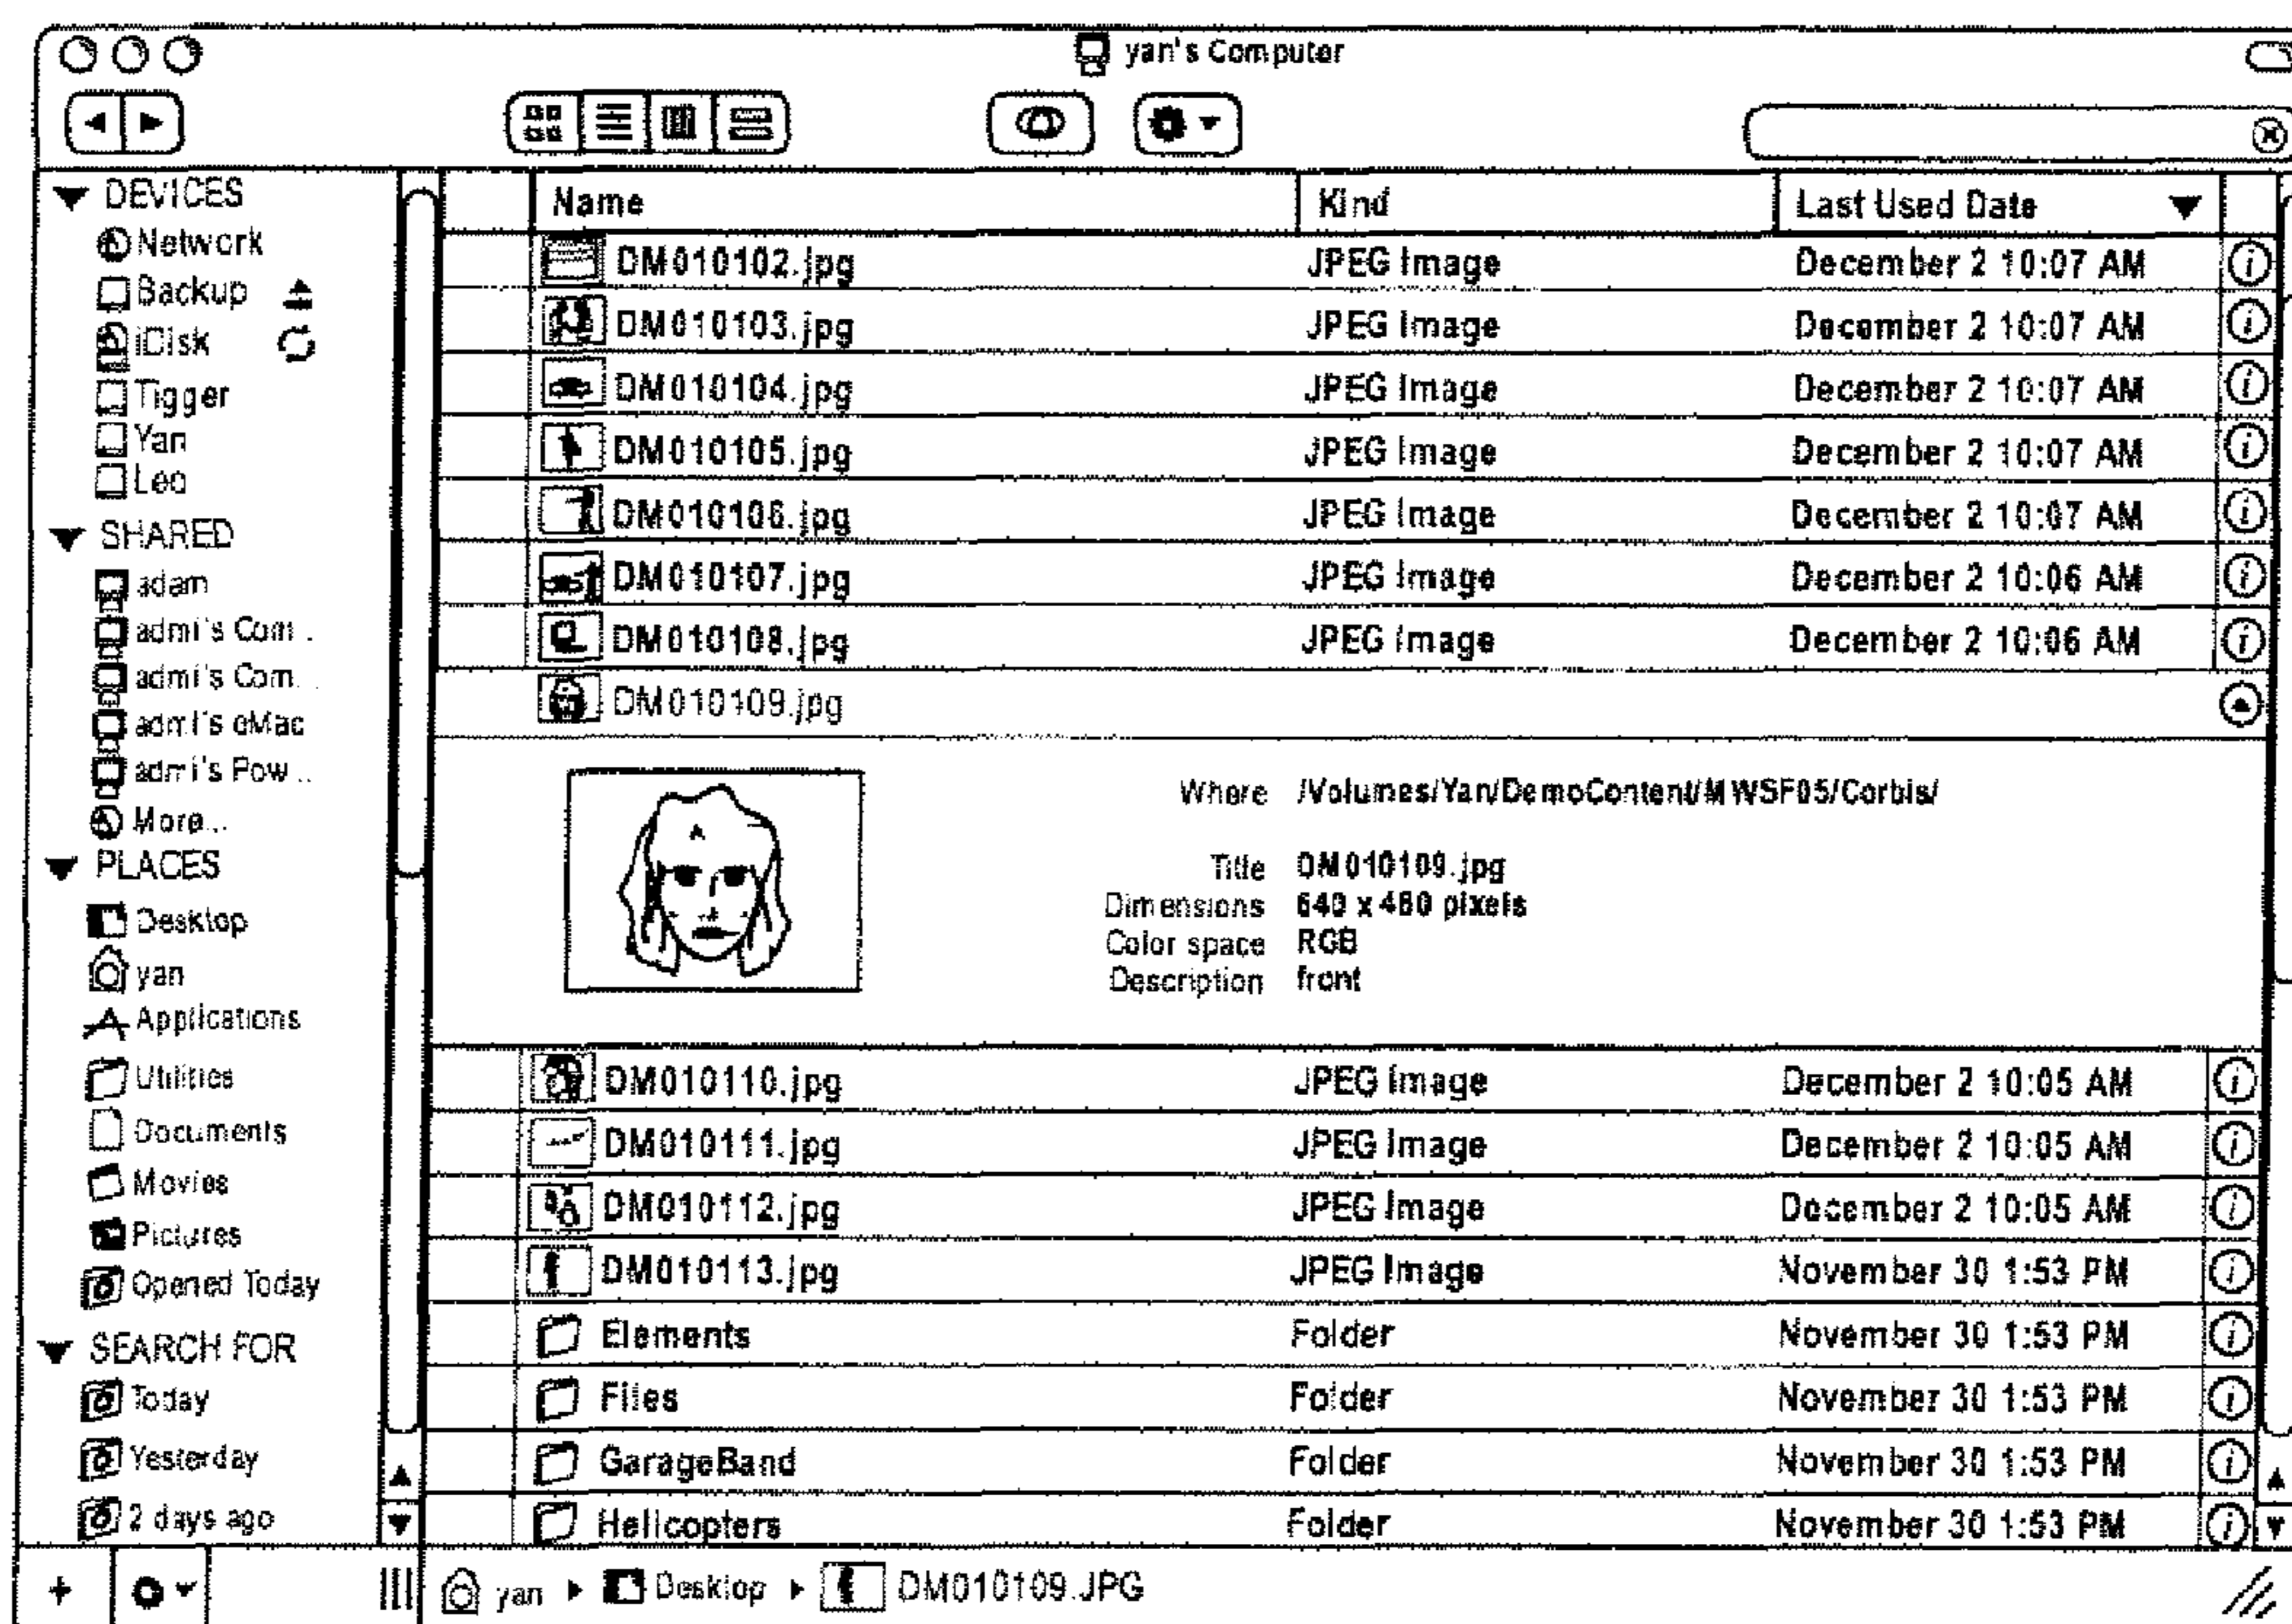 yan's Computer
DEVICES
Network
Backup
iDisk
Tigger
Yan
Leo
SHARED
adam
admi's Com..
admi's Com...
admi's eMac
admi's Pow...
More...
PLACES
Desktop
yan
Applications
Utilities
Documents
Movies
Pictures
Opened Today
SEARCH FOR
Today
Yesterday
2 days ago
Name Kind Last Used Date
DM010102.jpg JPEG Image December 2 10:07 AM
DM010103.jpg JPEG Image December 2 10:07 AM
DM010104.jpg JPEG Image December 2 10:07 AM
DM010105.jpg JPEG Image December 2 10:07 AM
DM010106.jpg JPEG Image December 2 10:07 AM
DM010107.jpg JPEG Image December 2 10:06 AM
DM010108.jpg JPEG Image December 2 10:06 AM
DM010109.jpg
Where /Volumes/Yan/DemoContent/MWSF05/Corbis/
Title DM010109.jpg
Dimensions 640 x 480 pixels
Color space RGB
Description front
DM010110.jpg JPEG Image December 2 10:05 AM
DM010111.jpg JPEG Image December 2 10:05 AM
DM010112.jpg JPEG Image December 2 10:05 AM
DM010113.jpg JPEG Image November 30 1:53 PM
Elements Folder November 30 1:53 PM
Files Folder November 30 1:53 PM
GarageBand Folder November 30 1:53 PM
Helicopters Folder November 30 1:53 PM
yan Desktop DM010109.JPG